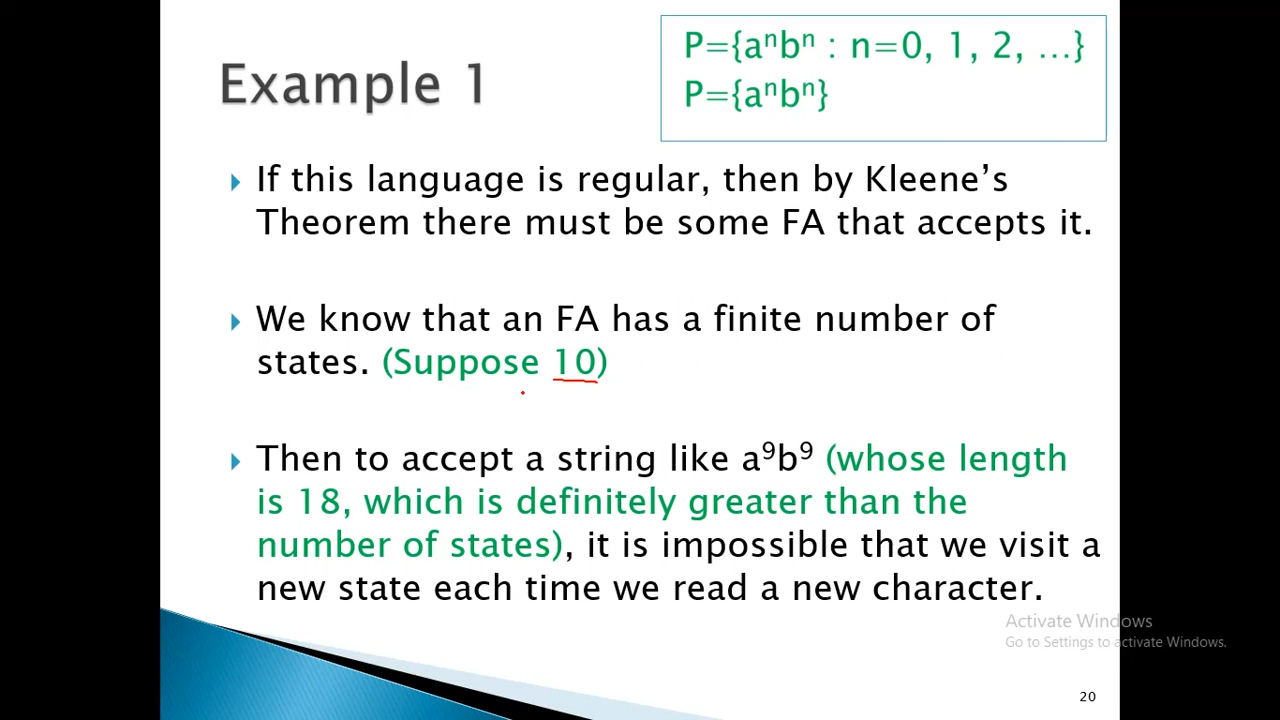 Example 1
P={aⁿbⁿ : n=0, 1, 2, …}
P={aⁿbⁿ}
If this language is regular, then by Kleene’s
Theorem there must be some FA that accepts it.
We know that an FA has a finite number of
states. (Suppose 10)
Then to accept a string like a⁹b⁹ (whose length
is 18, which is definitely greater than the
number of states), it is impossible that we visit a
new state each time we read a new character.
Activate Windows
Go to Settings to activate Windows.
20